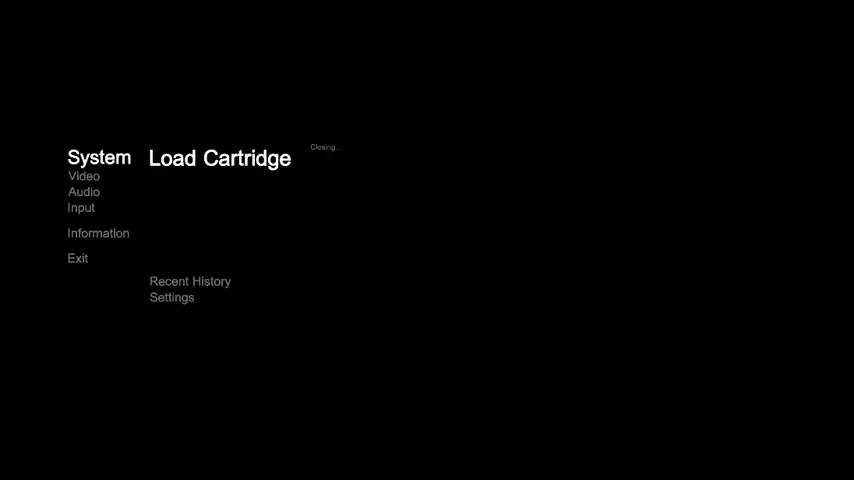 System
Video
Audio
Input
Information
Exit
Load Cartridge
Recent History
Settings
Closing...